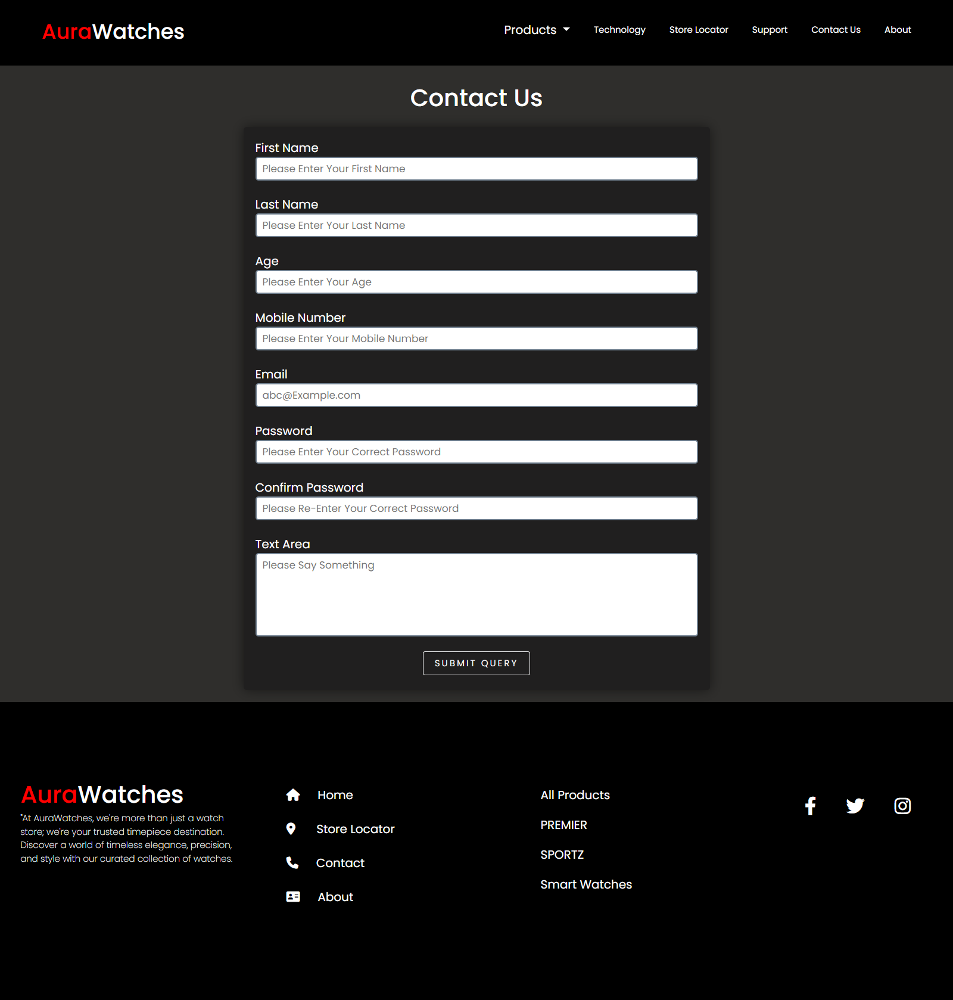 AuraWatches
Products
Technology
Store Locator
Support
Contact Us
About
Contact Us
First Name
Please Enter Your First Name
Last Name
Please Enter Your Last Name
Age
Please Enter Your Age
Mobile Number
Please Enter Your Mobile Number
Email
abc@Example.com
Password
Please Enter Your Correct Password
Confirm Password
Please Re-Enter Your Correct Password
Text Area
Please Say Something
SUBMIT QUERY
AuraWatches
"At AuraWatches, we're more than just a watch
store; we're your trusted timepiece destination.
Discover a world of timeless elegance, precision,
and style with our curated collection of watches.
Home
Store Locator
Contact
About
All Products
PREMIER
SPORTZ
Smart Watches